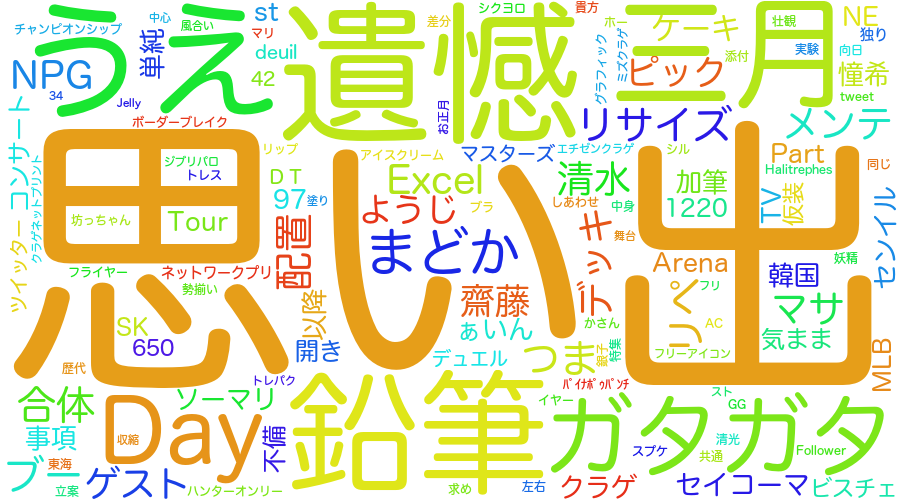 チャンピオンシップ
中心
風合い
st
うえ
遺憾
差分
シクヨロ
貴方
ホー
三月
壮観
NE
独り
単純
マリ
deuil
ケーキ
添付
実験
向日
NPG
42
グラフィック
ミズクラゲ
ピック
憧希
tweet
34
Jelly
お正月
リサイズ
メンテ
コンサート
ボーダーブレイク
思い出
リップ
アイスクリーム
マスターズ
エチゼンクラゲ
シル
Part
同じ
Halitrephes
クラゲネットプリント
ジブリパロ
トレス
DT
97
塗り
Excel
清水
加筆
1220
TV
仮装
センイル
坊っちゃん
Tour
ようじ
ブラ
しあわせ
中身
ツイッター
配置
まどか
デッキ
舞台
妖精
フライヤー
ネットワークプリ
勢揃い
以降
齋藤
Arena
韓国
リペ
フリ
マサ
SK
650
ぁいん
かさん
AC
気まま
開き
デュエル
つま
銀子
特集
フリーアイコン
MLB
歴代
トレパク
ﾊﾟｲﾅﾎﾟｩﾊﾟﾝﾁ
合体
Day
ソーマリ
鉛筆
イヤー
ガタガタ
スト
GG
事項
収縮
不備
スプケ
清光
共通
Follower
ブー
東海
立案
ゲスト
ハンターオンリー
求め
左右
クラゲ
セイコーマ
ビスチェ